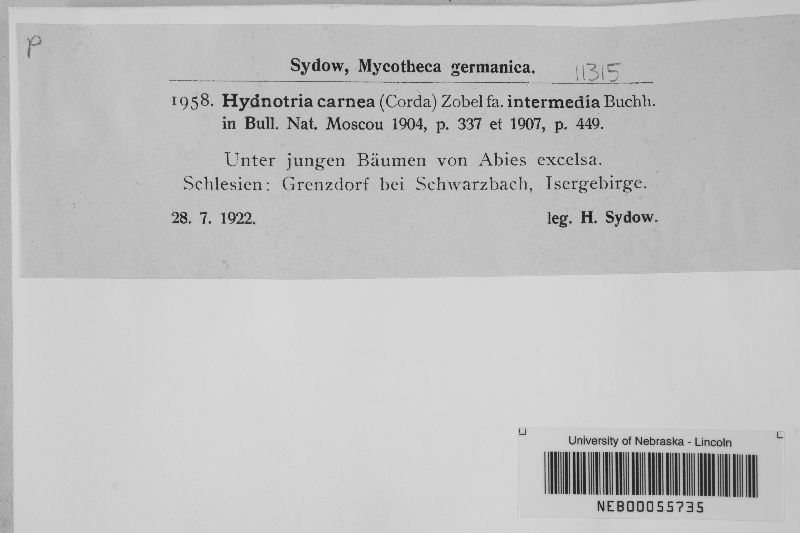 p
Sydow, Mycotheca germanica. 11315
1958. Hydnotria carnea (Corda) Zobel fa. intermedia Buchh.
in Bull. Nat. Moscou 1904, p. 337 et 1907, p. 449.
Unter jungen Bäumen von Abies excelsa.
Schlesien: Grenzdorf bei Schwarzbach, Isergebirge.
28. 7. 1922. leg. H. Sydow.
University of Nebraska - Lincoln
NEB00055735